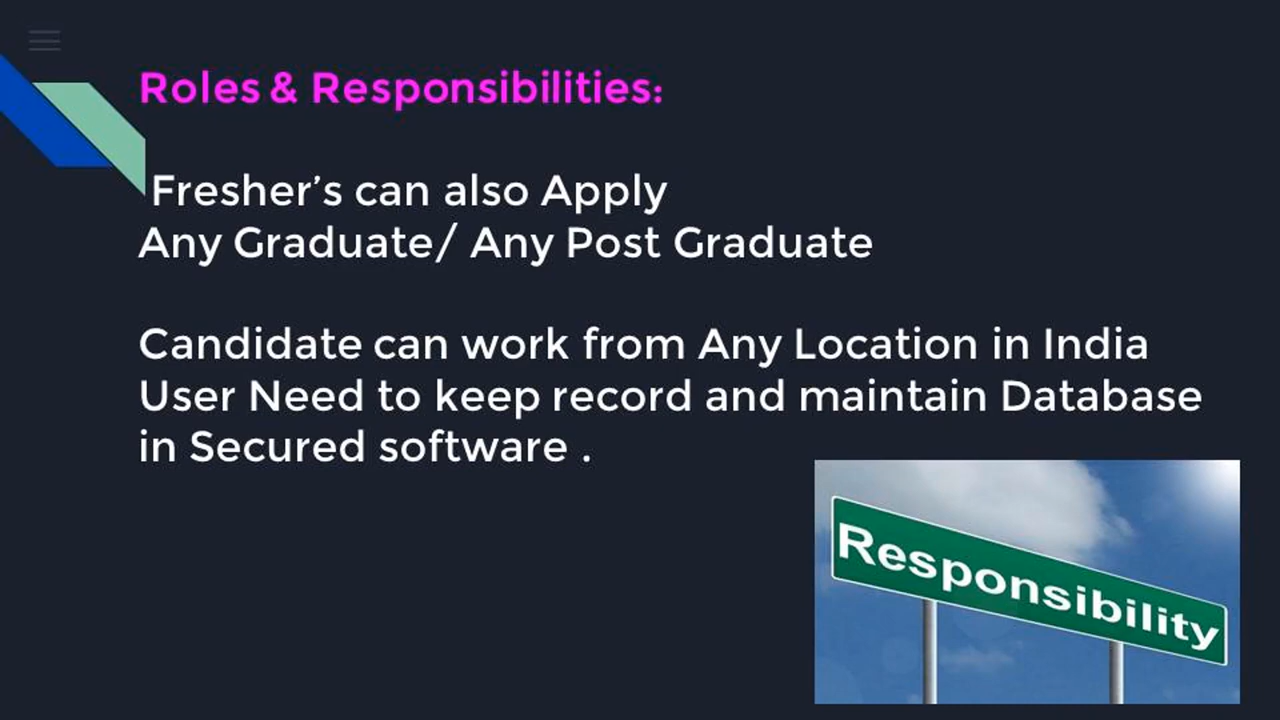 Roles & Responsibilities:
Fresher’s can also Apply
Any Graduate/ Any Post Graduate
Candidate can work from Any Location in India
User Need to keep record and maintain Database
in Secured software .
Responsibility